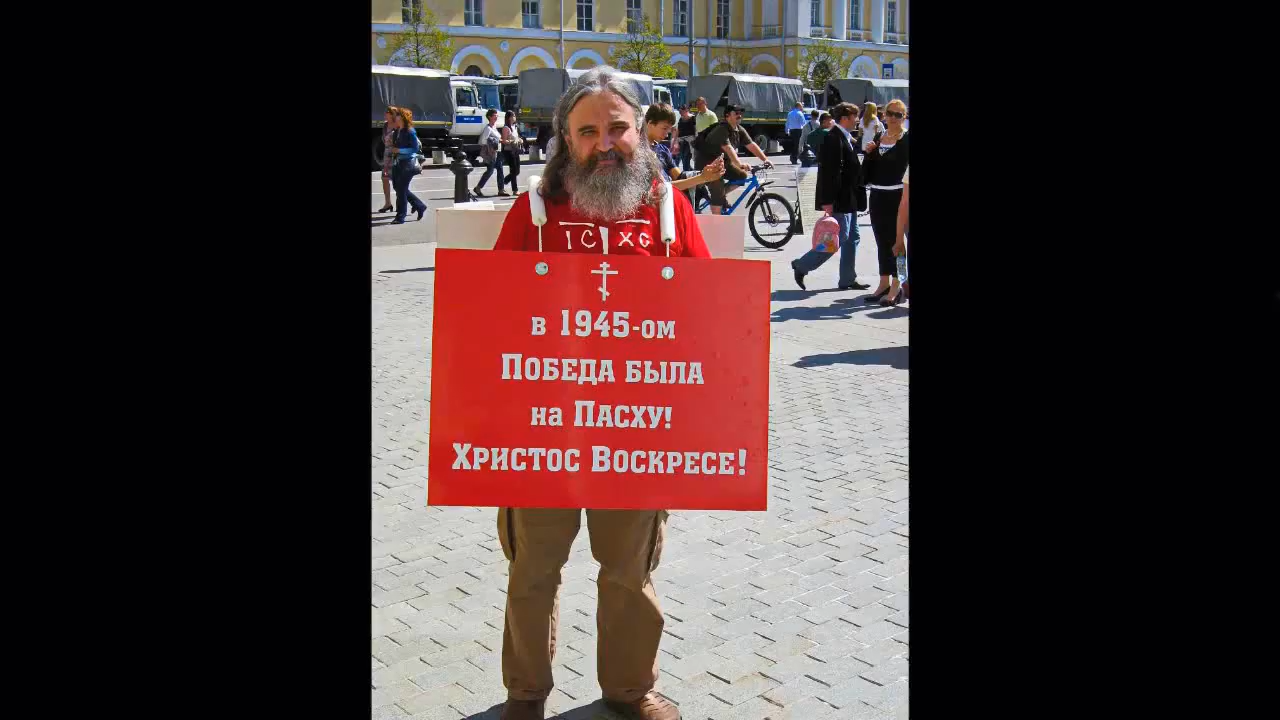 IC XC
в 1945-ом
Победа была
на Пасху!
Христос Воскресе!